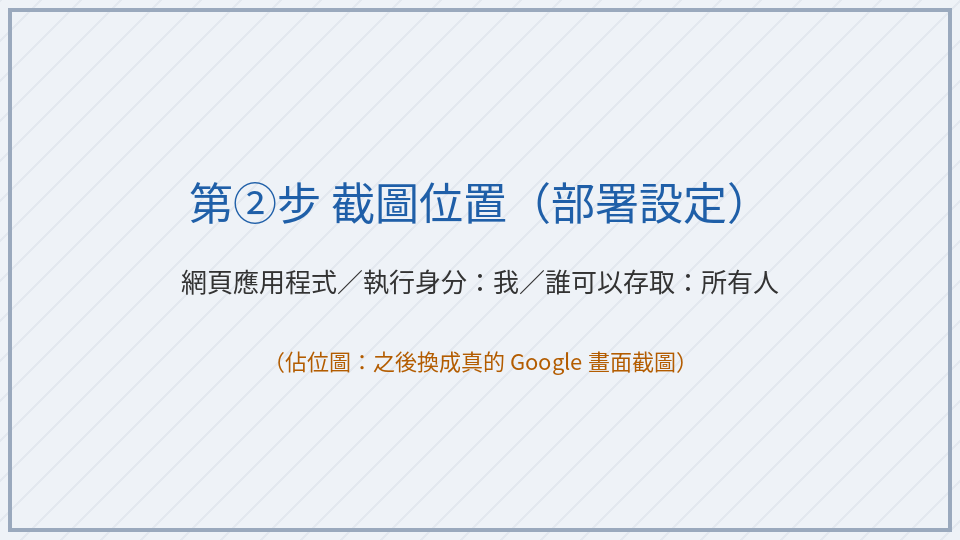 第②步 截圖位置（部署設定）
網頁應用程式／執行身分：我／誰可以存取：所有人
（佔位圖：之後換成真的 Google 畫面截圖）